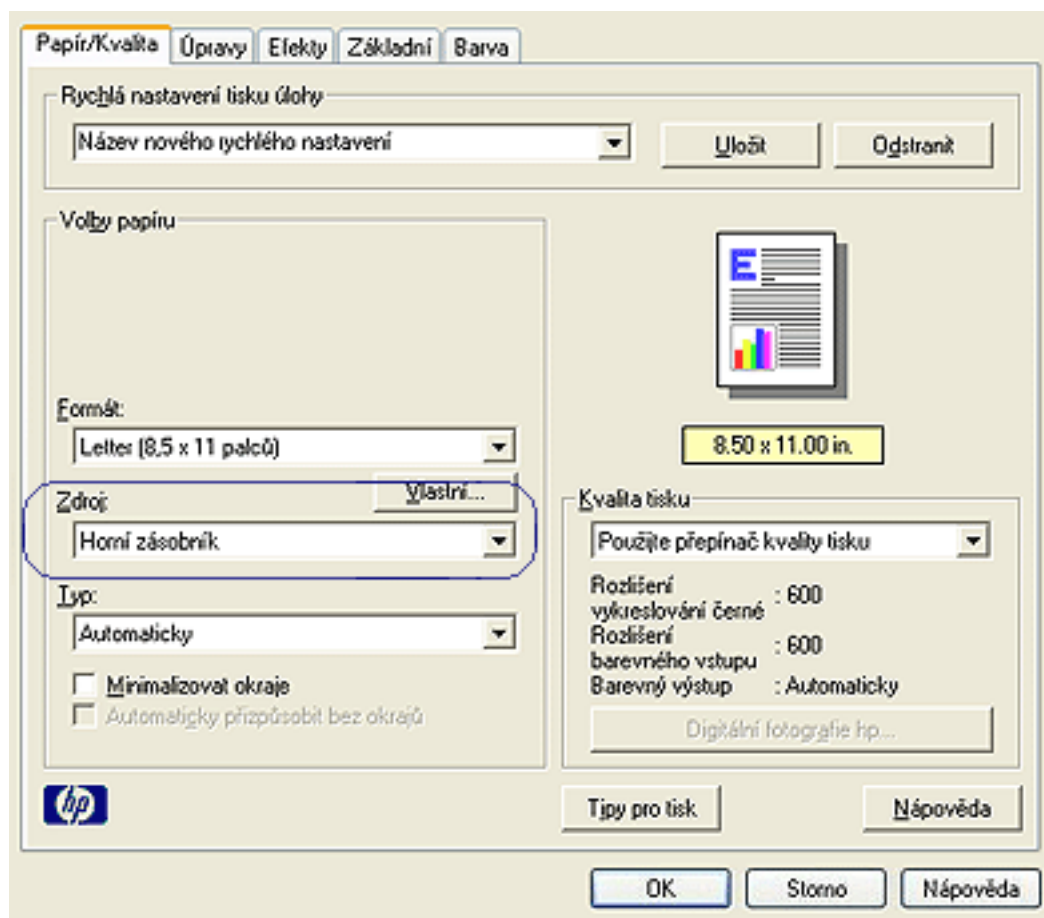 Papír/Kvalita Úpravy Efekty Základní Barva
Rychlá nastavení tisku úlohy
Název nového rychlého nastavení Uložit Odstranit
Volby papíru
E
Formát:
Letter (8,5 x 11 palců)
8.50 x 11.00 in.
Vlastní...
Zdroj:
Horní zásobník
Typ:
Automaticky
Minimalizovat okraje
Automaticky přizpůsobit bez okrajů
Kvalita tisku
Použijte přepínač kvality tisku
Rozlišení
vykreslování černé : 600
Rozlišení
barevného vstupu : 600
Barevný výstup : Automaticky
Digitální fotografie hp...
hp
Tipy pro tisk Nápověda
OK Storno Nápověda